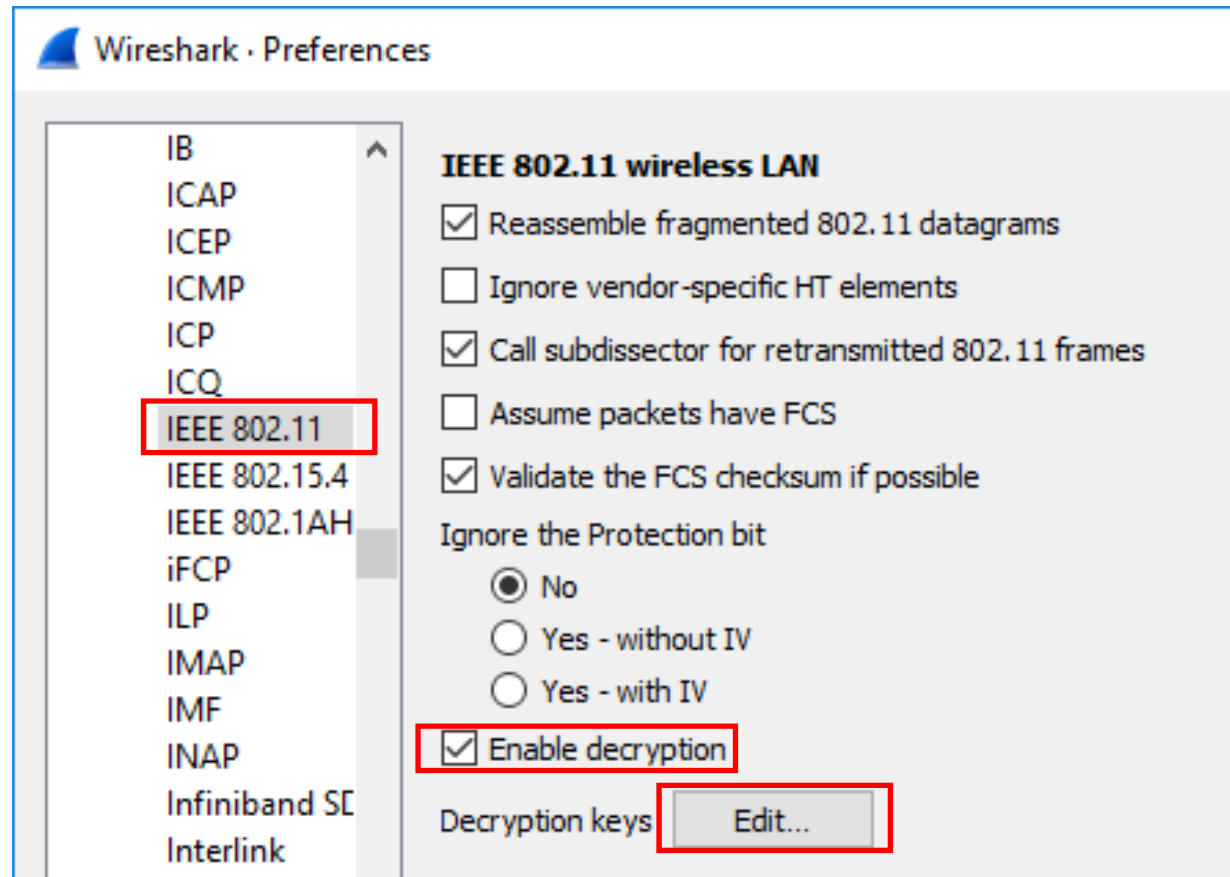 Wireshark · Preferences
IB
ICAP
ICEP
ICMP
ICP
ICQ
IEEE 802.11
IEEE 802.15.4
IEEE 802.1AH
iFCP
ILP
IMAP
IMF
INAP
Infiniband SD
Interlink
IEEE 802.11 wireless LAN
Reassemble fragmented 802.11 datagrams
Ignore vendor-specific HT elements
Call subdissector for retransmitted 802.11 frames
Assume packets have FCS
Validate the FCS checksum if possible
Ignore the Protection bit
No
Yes - without IV
Yes - with IV
Enable decryption
Decryption keys Edit...